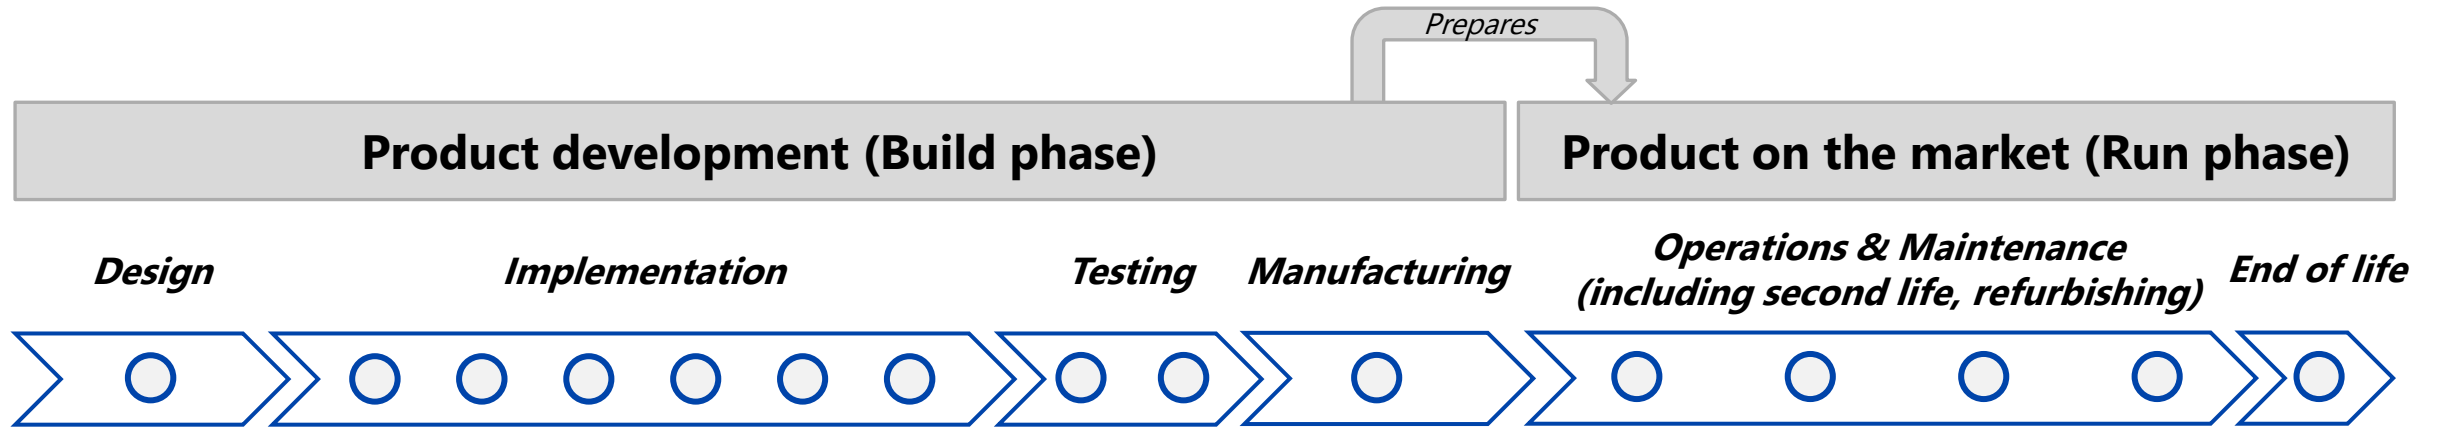 Prepares
Product development (Build phase)
Product on the market (Run phase)
Design
Implementation
Testing
Manufacturing
Operations & Maintenance
(including second life, refurbishing)
End of life